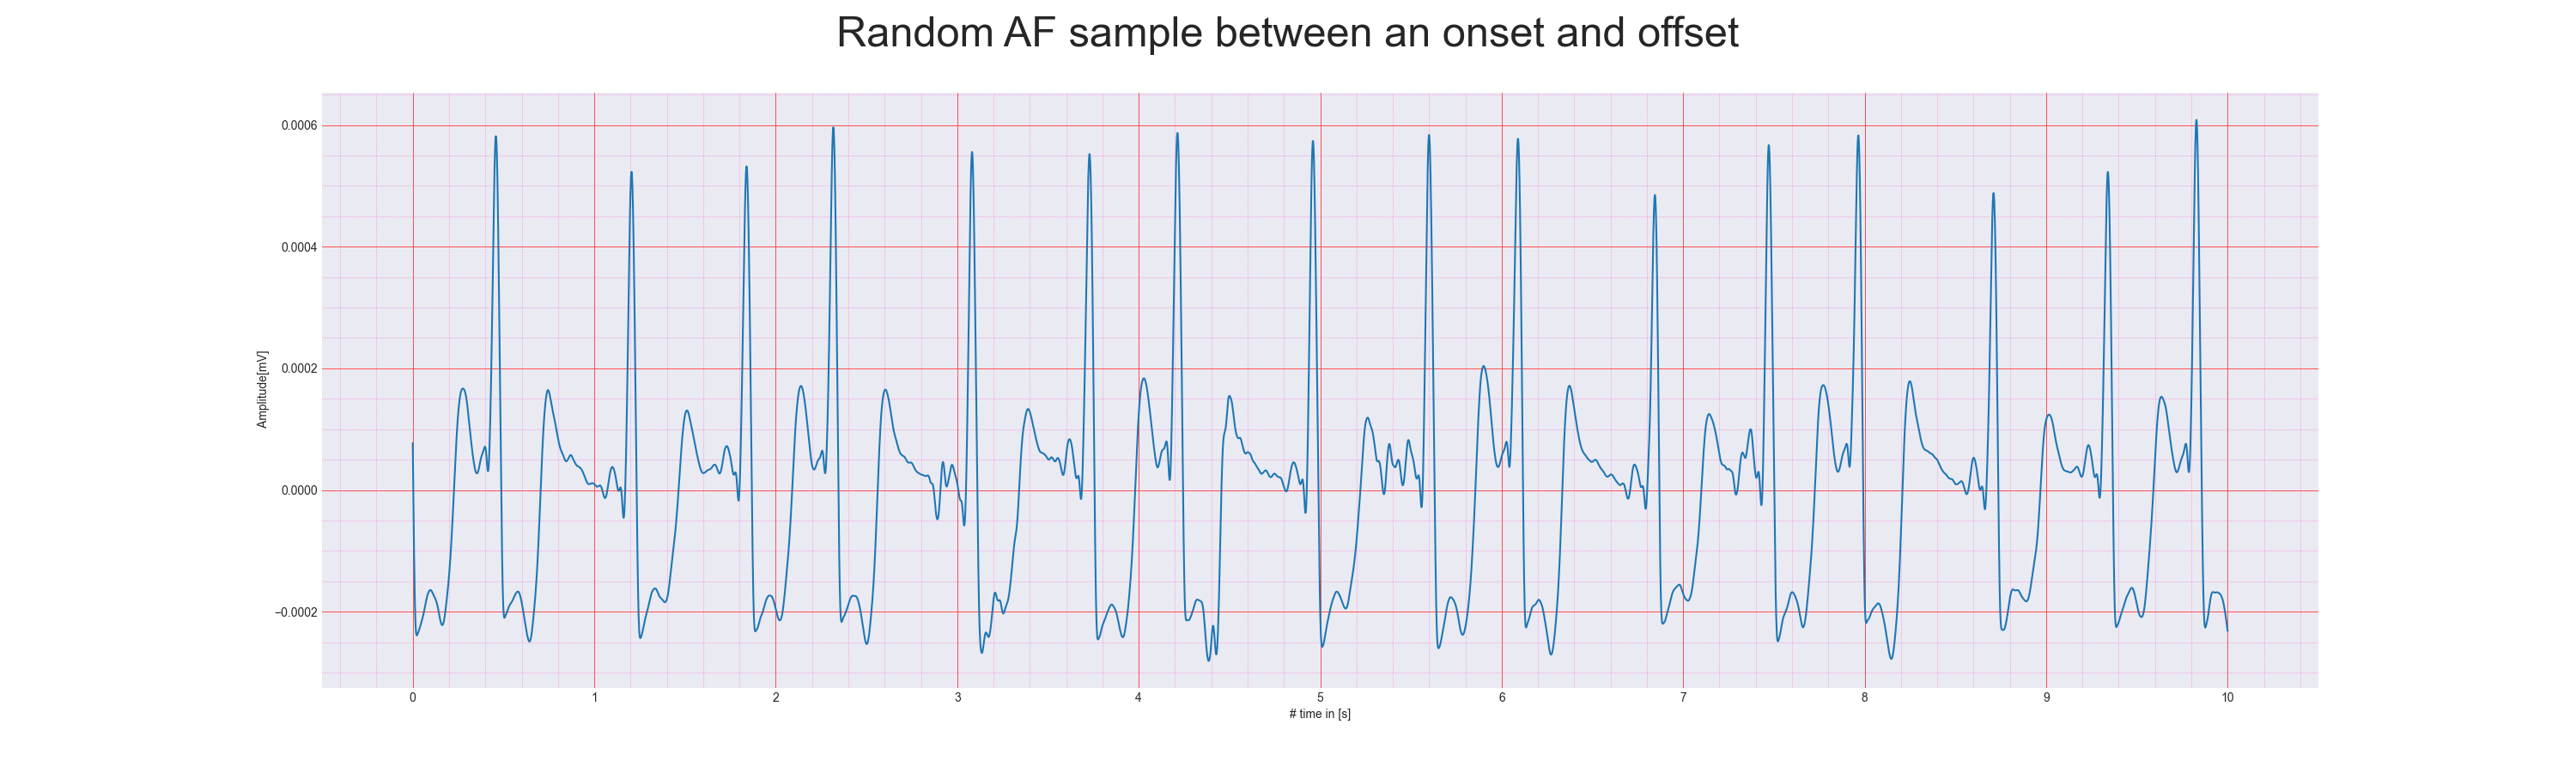 Random AF sample between an onset and offset
0.0006
0.0004
0.0002
0.0000
−0.0002
Amplitude[mV]
0 1 2 3 4 5 6 7 8 9 10
# time in [s]